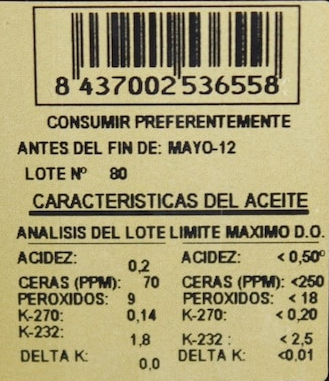 8 437002 536558
CONSUMIR PREFERENTEMENTE
ANTES DEL FIN DE: MAYO-12
LOTE Nº 80
CARACTERISTICAS DEL ACEITE
ANALISIS DEL LOTE LIMITE MAXIMO D.O.
ACIDEZ: 0,2 ACIDEZ: < 0,50º
CERAS (PPM): 70 CERAS (PPM): <250
PEROXIDOS: 9 PEROXIDOS: < 18
K-270: 0,14 K-270: < 0,20
K-232: 1,8 K-232 : < 2,5
DELTA K: 0,0 DELTA K: <0,01